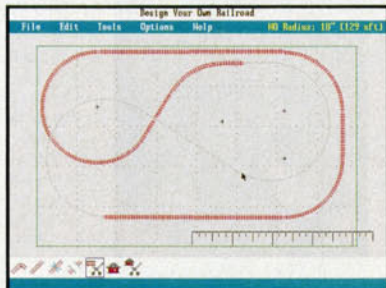 Design Your Own Railroad
File Edit Tools Options Help HO Radius: 18" (129 sft)